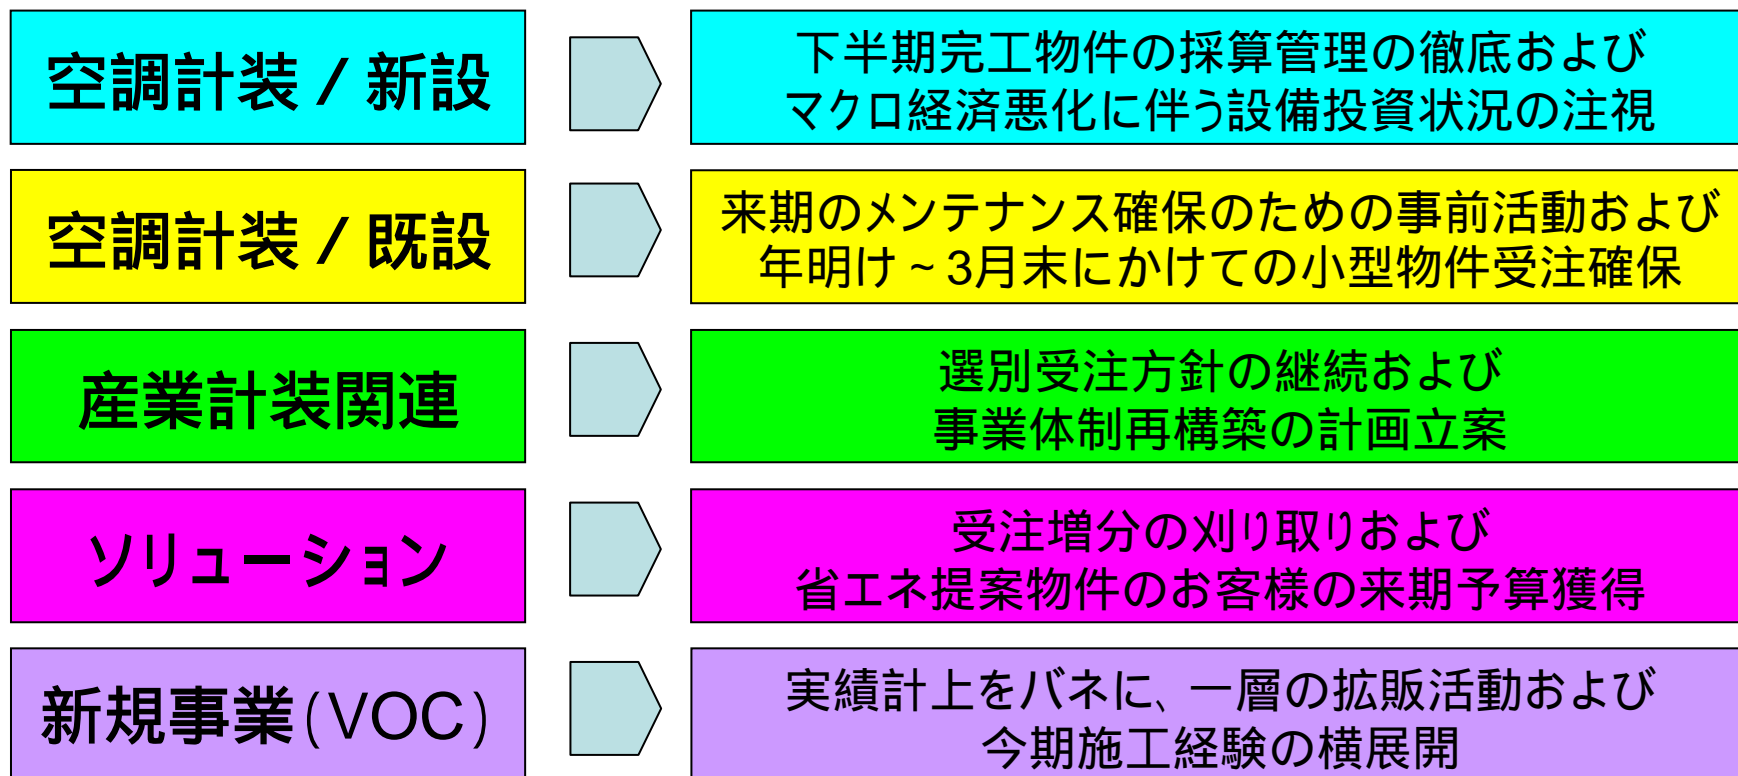 空調計装 / 新設
下半期完工物件の採算管理の徹底および
マクロ経済悪化に伴う設備投資状況の注視
空調計装 / 既設
来期のメンテナンス確保のための事前活動および
年明け ~ 3月末にかけての小型物件受注確保
産業計装関連
選別受注方針の継続および
事業体制再構築の計画立案
ソリューション
受注増分の刈り取りおよび
省エネ提案物件のお客様の来期予算獲得
新規事業(VOC)
実績計上をバネに、一層の拡販活動および
今期施工経験の横展開